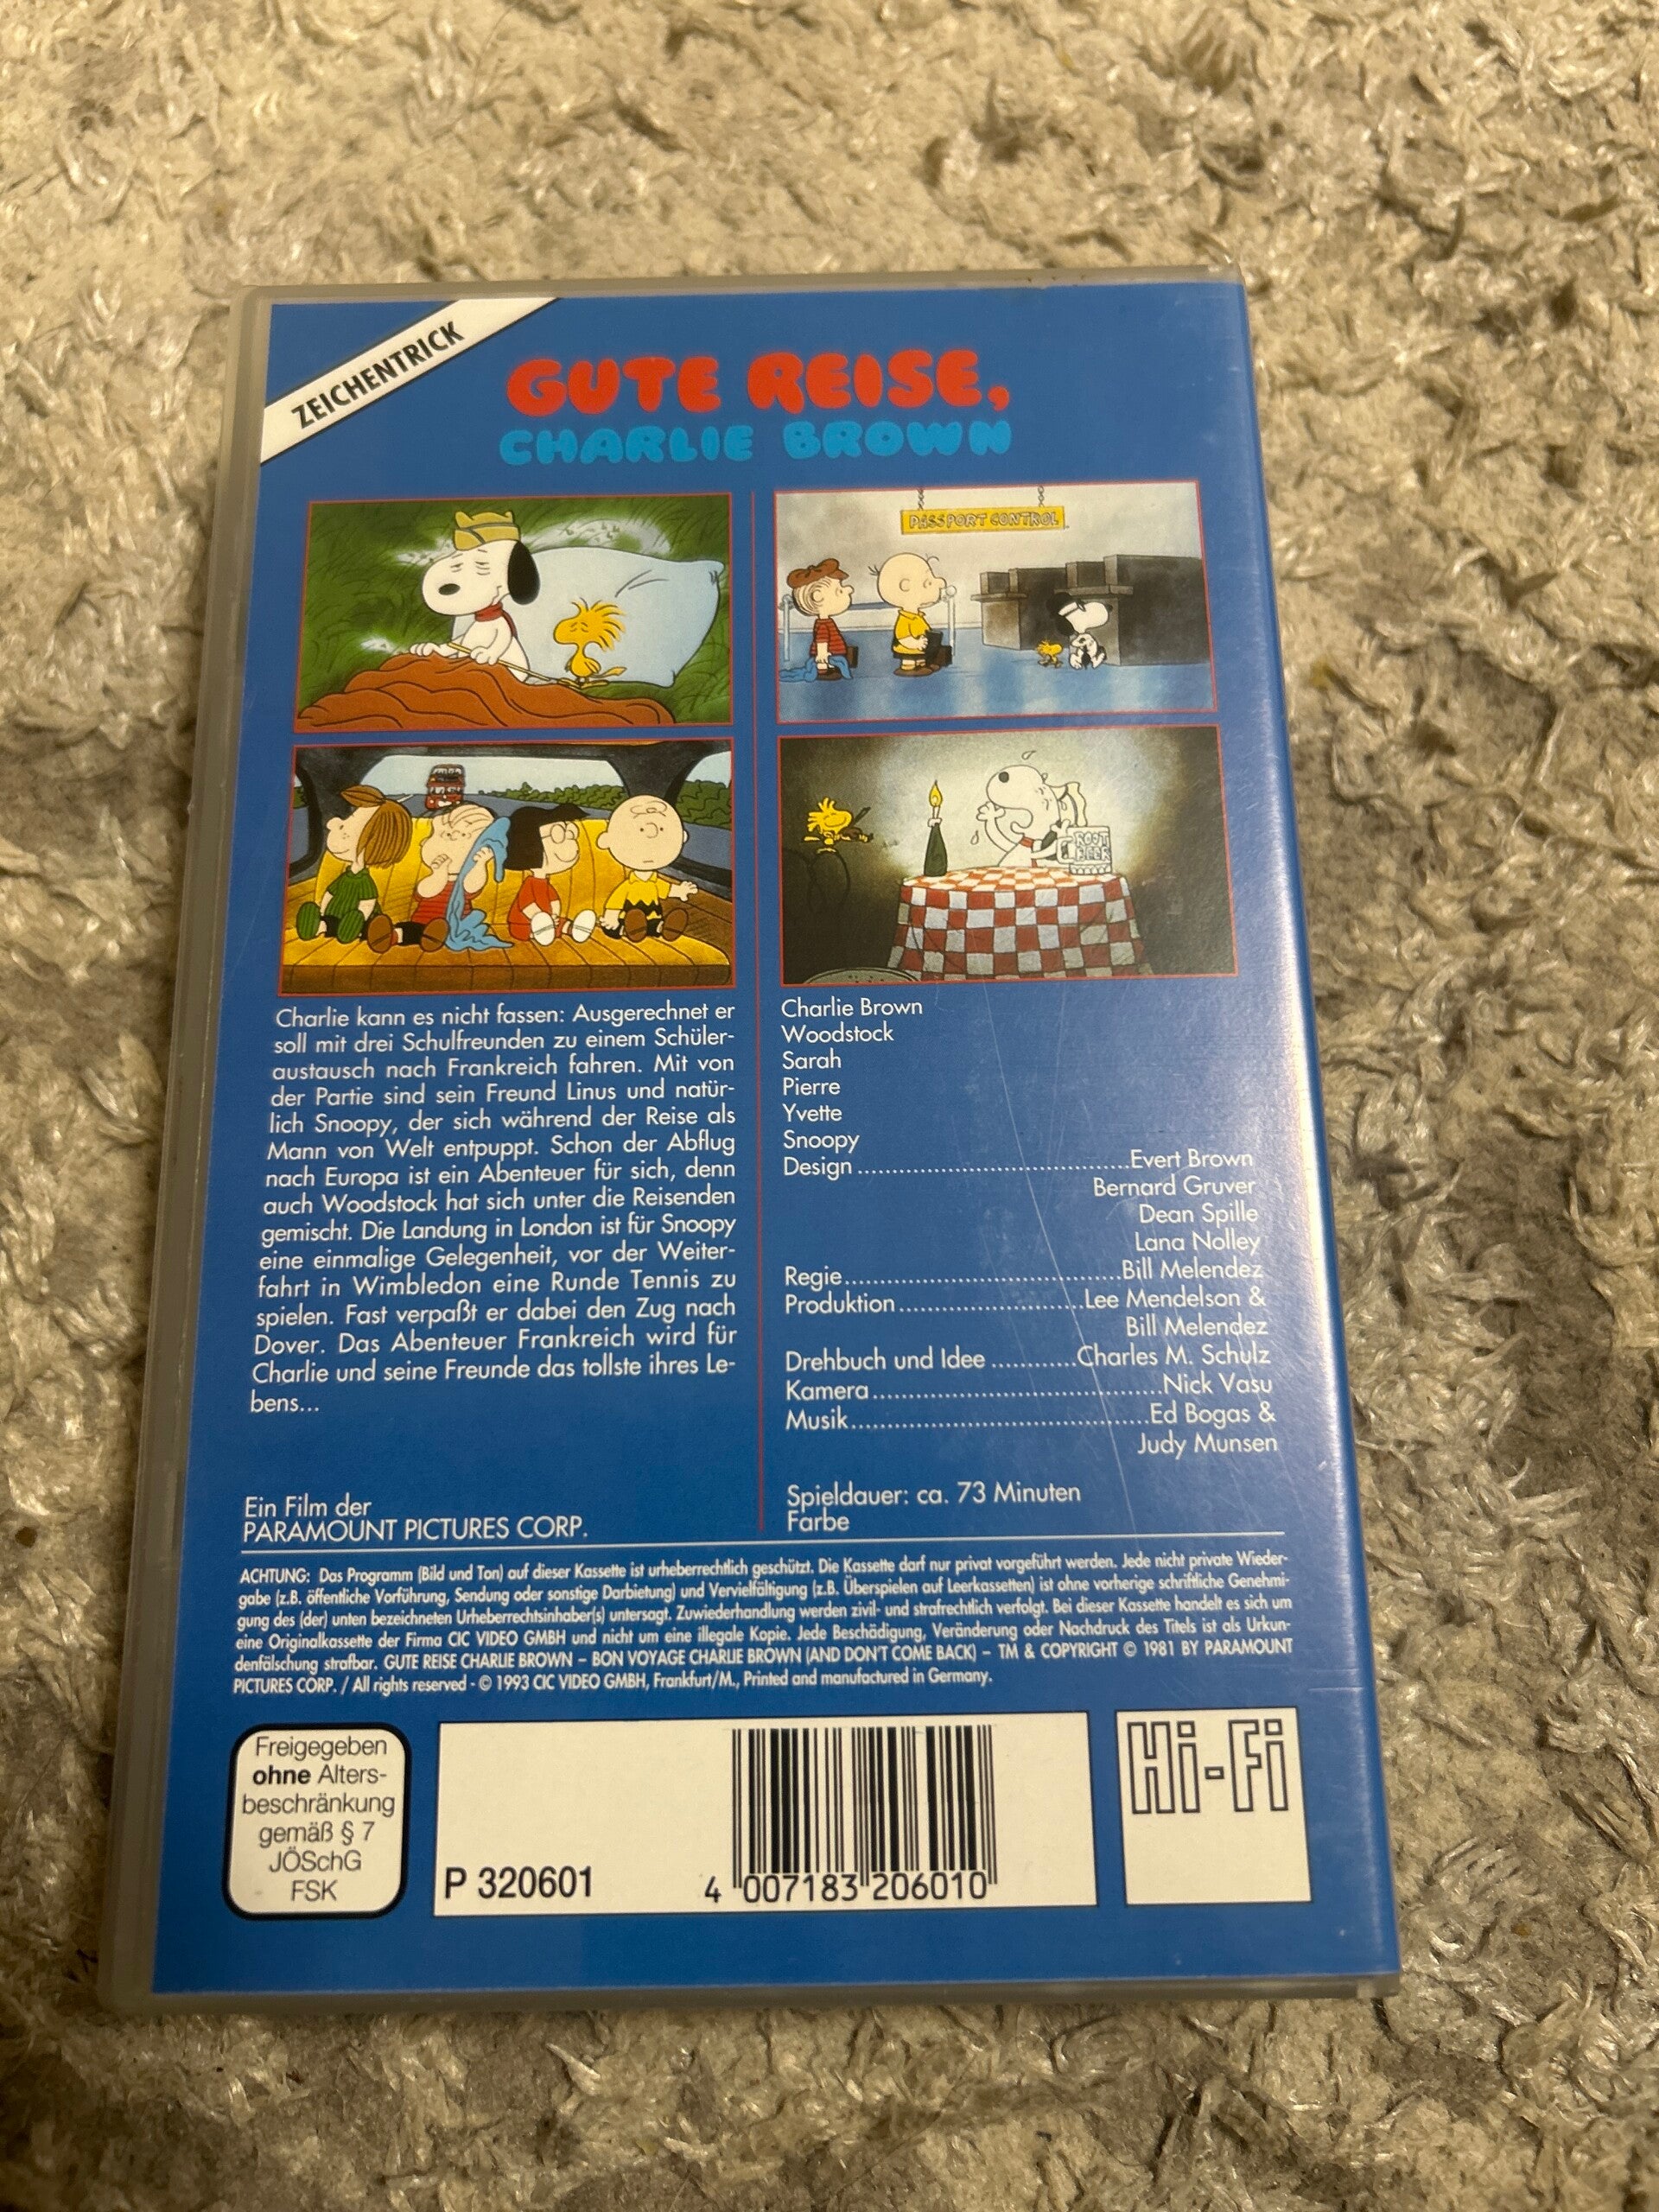 ZEICHENTRICK
GUTE REISE,
CHARLIE BROWN
PASSPORT CONTROL
ROOT
BEER
Charlie kann es nicht fassen: Ausgerechnet er
soll mit drei Schulfreunden zu einem Schüler-
austausch nach Frankreich fahren. Mit von
der Partie sind sein Freund Linus und natür-
lich Snoopy, der sich während der Reise als
Mann von Welt entpuppt. Schon der Abflug
nach Europa ist ein Abenteuer für sich, denn
auch Woodstock hat sich unter die Reisenden
gemischt. Die Landung in London ist für Snoopy
eine einmalige Gelegenheit, vor der Weiter-
fahrt in Wimbledon eine Runde Tennis zu
spielen. Fast verpaßt er dabei den Zug nach
Dover. Das Abenteuer Frankreich wird für
Charlie und seine Freunde das tollste ihres Le-
bens...
Ein Film der
PARAMOUNT PICTURES CORP.
Charlie Brown
Woodstock
Sarah
Pierre
Yvette
Snoopy
Design....................................Evert Brown
Bernard Gruver
Dean Spille
Lana Nolley
Regie.....................................Bill Melendez
Produktion.........................Lee Mendelson &
Bill Melendez
Drehbuch und Idee ............Charles M. Schulz
Kamera......................................Nick Vasu
Musik.......................................Ed Bogas &
Judy Munsen
Spieldauer: ca. 73 Minuten
Farbe
ACHTUNG: Das Programm (Bild und Ton) auf dieser Kassette ist urheberrechtlich geschützt. Die Kassette darf nur privat vorgeführt werden. Jede nicht private Wieder-
gabe (z.B. öffentliche Vorführung, Sendung oder sonstige Darbietung) und Vervielfältigung (z.B. Überspielen auf Leerkassetten) ist ohne vorherige schriftliche Genehmi-
gung des (der) unten bezeichneten Urheberrechtsinhaber(s) untersagt. Zuwiederhandlung werden zivil- und strafrechtlich verfolgt. Bei dieser Kassette handelt es sich um
eine Originalkassette der Firma CIC VIDEO GMBH und nicht um eine illegale Kopie. Jede Beschädigung, Veränderung oder Nachdruck des Titels ist als Urkun-
denfälschung strafbar. GUTE REISE CHARLIE BROWN – BON VOYAGE CHARLIE BROWN (AND DON'T COME BACK) – TM & COPYRIGHT © 1981 BY PARAMOUNT
PICTURES CORP. / All rights reserved - © 1993 CIC VIDEO GMBH, Frankfurt/M., Printed and manufactured in Germany.
Freigegeben
ohne Alters-
beschränkung
gemäß § 7
JÖSchG
FSK
P 320601
4 007183 206010
Hi-Fi